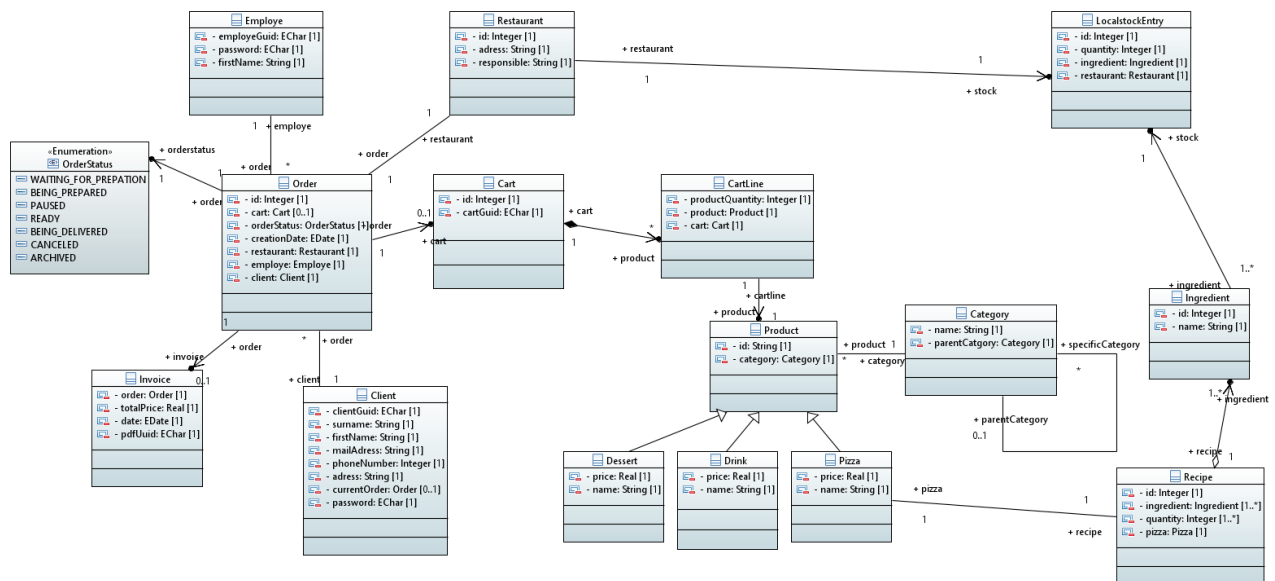 Employe
- employeGuid: EChar [1]
- password: EChar [1]
- firstName: String [1]
Restaurant
- id: Integer [1]
- adress: String [1]
- responsible: String [1]
LocalstockEntry
- id: Integer [1]
- quantity: Integer [1]
- ingredient: Ingredient [1]
- restaurant: Restaurant [1]
+ restaurant
1
1
+ stock
1
+ employe
1
+ restaurant
+ order
*
+ order
1
«Enumeration»
OrderStatus
WAITING_FOR_PREPATION
BEING_PREPARED
PAUSED
READY
BEING_DELIVERED
CANCELED
ARCHIVED
+ orderstatus
1
1
+ order
Order
- id: Integer [1]
- cart: Cart [0..1]
- orderStatus: OrderStatus [1]
- creationDate: EDate [1]
- restaurant: Restaurant [1]
- employe: Employe [1]
- client: Client [1]
+ order
1
0..1
+ cart
Cart
- id: Integer [1]
- cartGuid: EChar [1]
+ cart
1
*
+ product
CartLine
- productQuantity: Integer [1]
- product: Product [1]
- cart: Cart [1]
1
+ cartline
+ product
1
+ stock
1
1..*
+ ingredient
Ingredient
- id: Integer [1]
- name: String [1]
1..*
+ ingredient
+ recipe
1
Product
- id: String [1]
- category: Category [1]
+ product
1
*
+ category
Category
- name: String [1]
- parentCatgory: Category [1]
+ specificCategory
*
+ parentCategory
0..1
1
+ order
+ invoice
0..1
Invoice
- order: Order [1]
- totalPrice: Real [1]
- date: EDate [1]
- pdfUuid: EChar [1]
*
+ order
+ client
1
Client
- clientGuid: EChar [1]
- surname: String [1]
- firstName: String [1]
- mailAdress: String [1]
- phoneNumber: Integer [1]
- adress: String [1]
- currentOrder: Order [0..1]
- password: EChar [1]
Dessert
- price: Real [1]
- name: String [1]
Drink
- price: Real [1]
- name: String [1]
Pizza
- price: Real [1]
- name: String [1]
+ pizza
1
1
+ recipe
Recipe
- id: Integer [1]
- ingredient: Ingredient [1..*]
- quantity: Integer [1..*]
- pizza: Pizza [1]